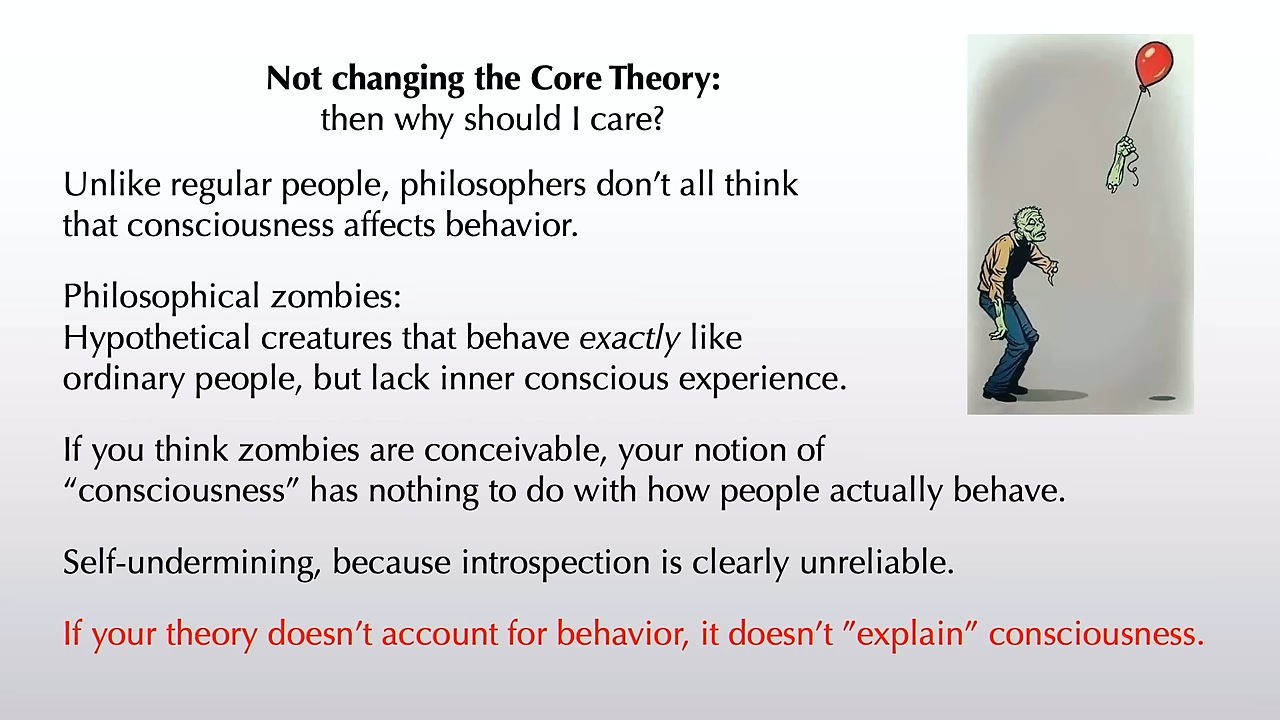 Not changing the Core Theory:
then why should I care?
Unlike regular people, philosophers don’t all think
that consciousness affects behavior.
Philosophical zombies:
Hypothetical creatures that behave exactly like
ordinary people, but lack inner conscious experience.
If you think zombies are conceivable, your notion of
“consciousness” has nothing to do with how people actually behave.
Self-undermining, because introspection is clearly unreliable.
If your theory doesn’t account for behavior, it doesn’t ”explain” consciousness.